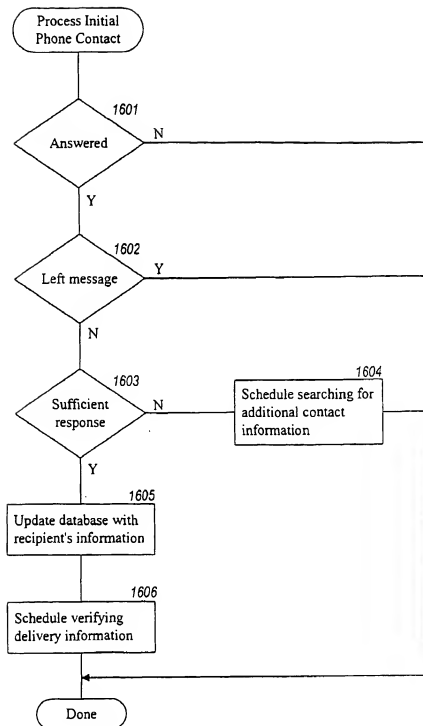 Process Initial
Phone Contact
1601
Answered
N
Y
1602
Left message
Y
N
1603
Sufficient
response
N
1604
Schedule searching for
additional contact
information
Y
1605
Update database with
recipient's information
1606
Schedule verifying
delivery information
Done